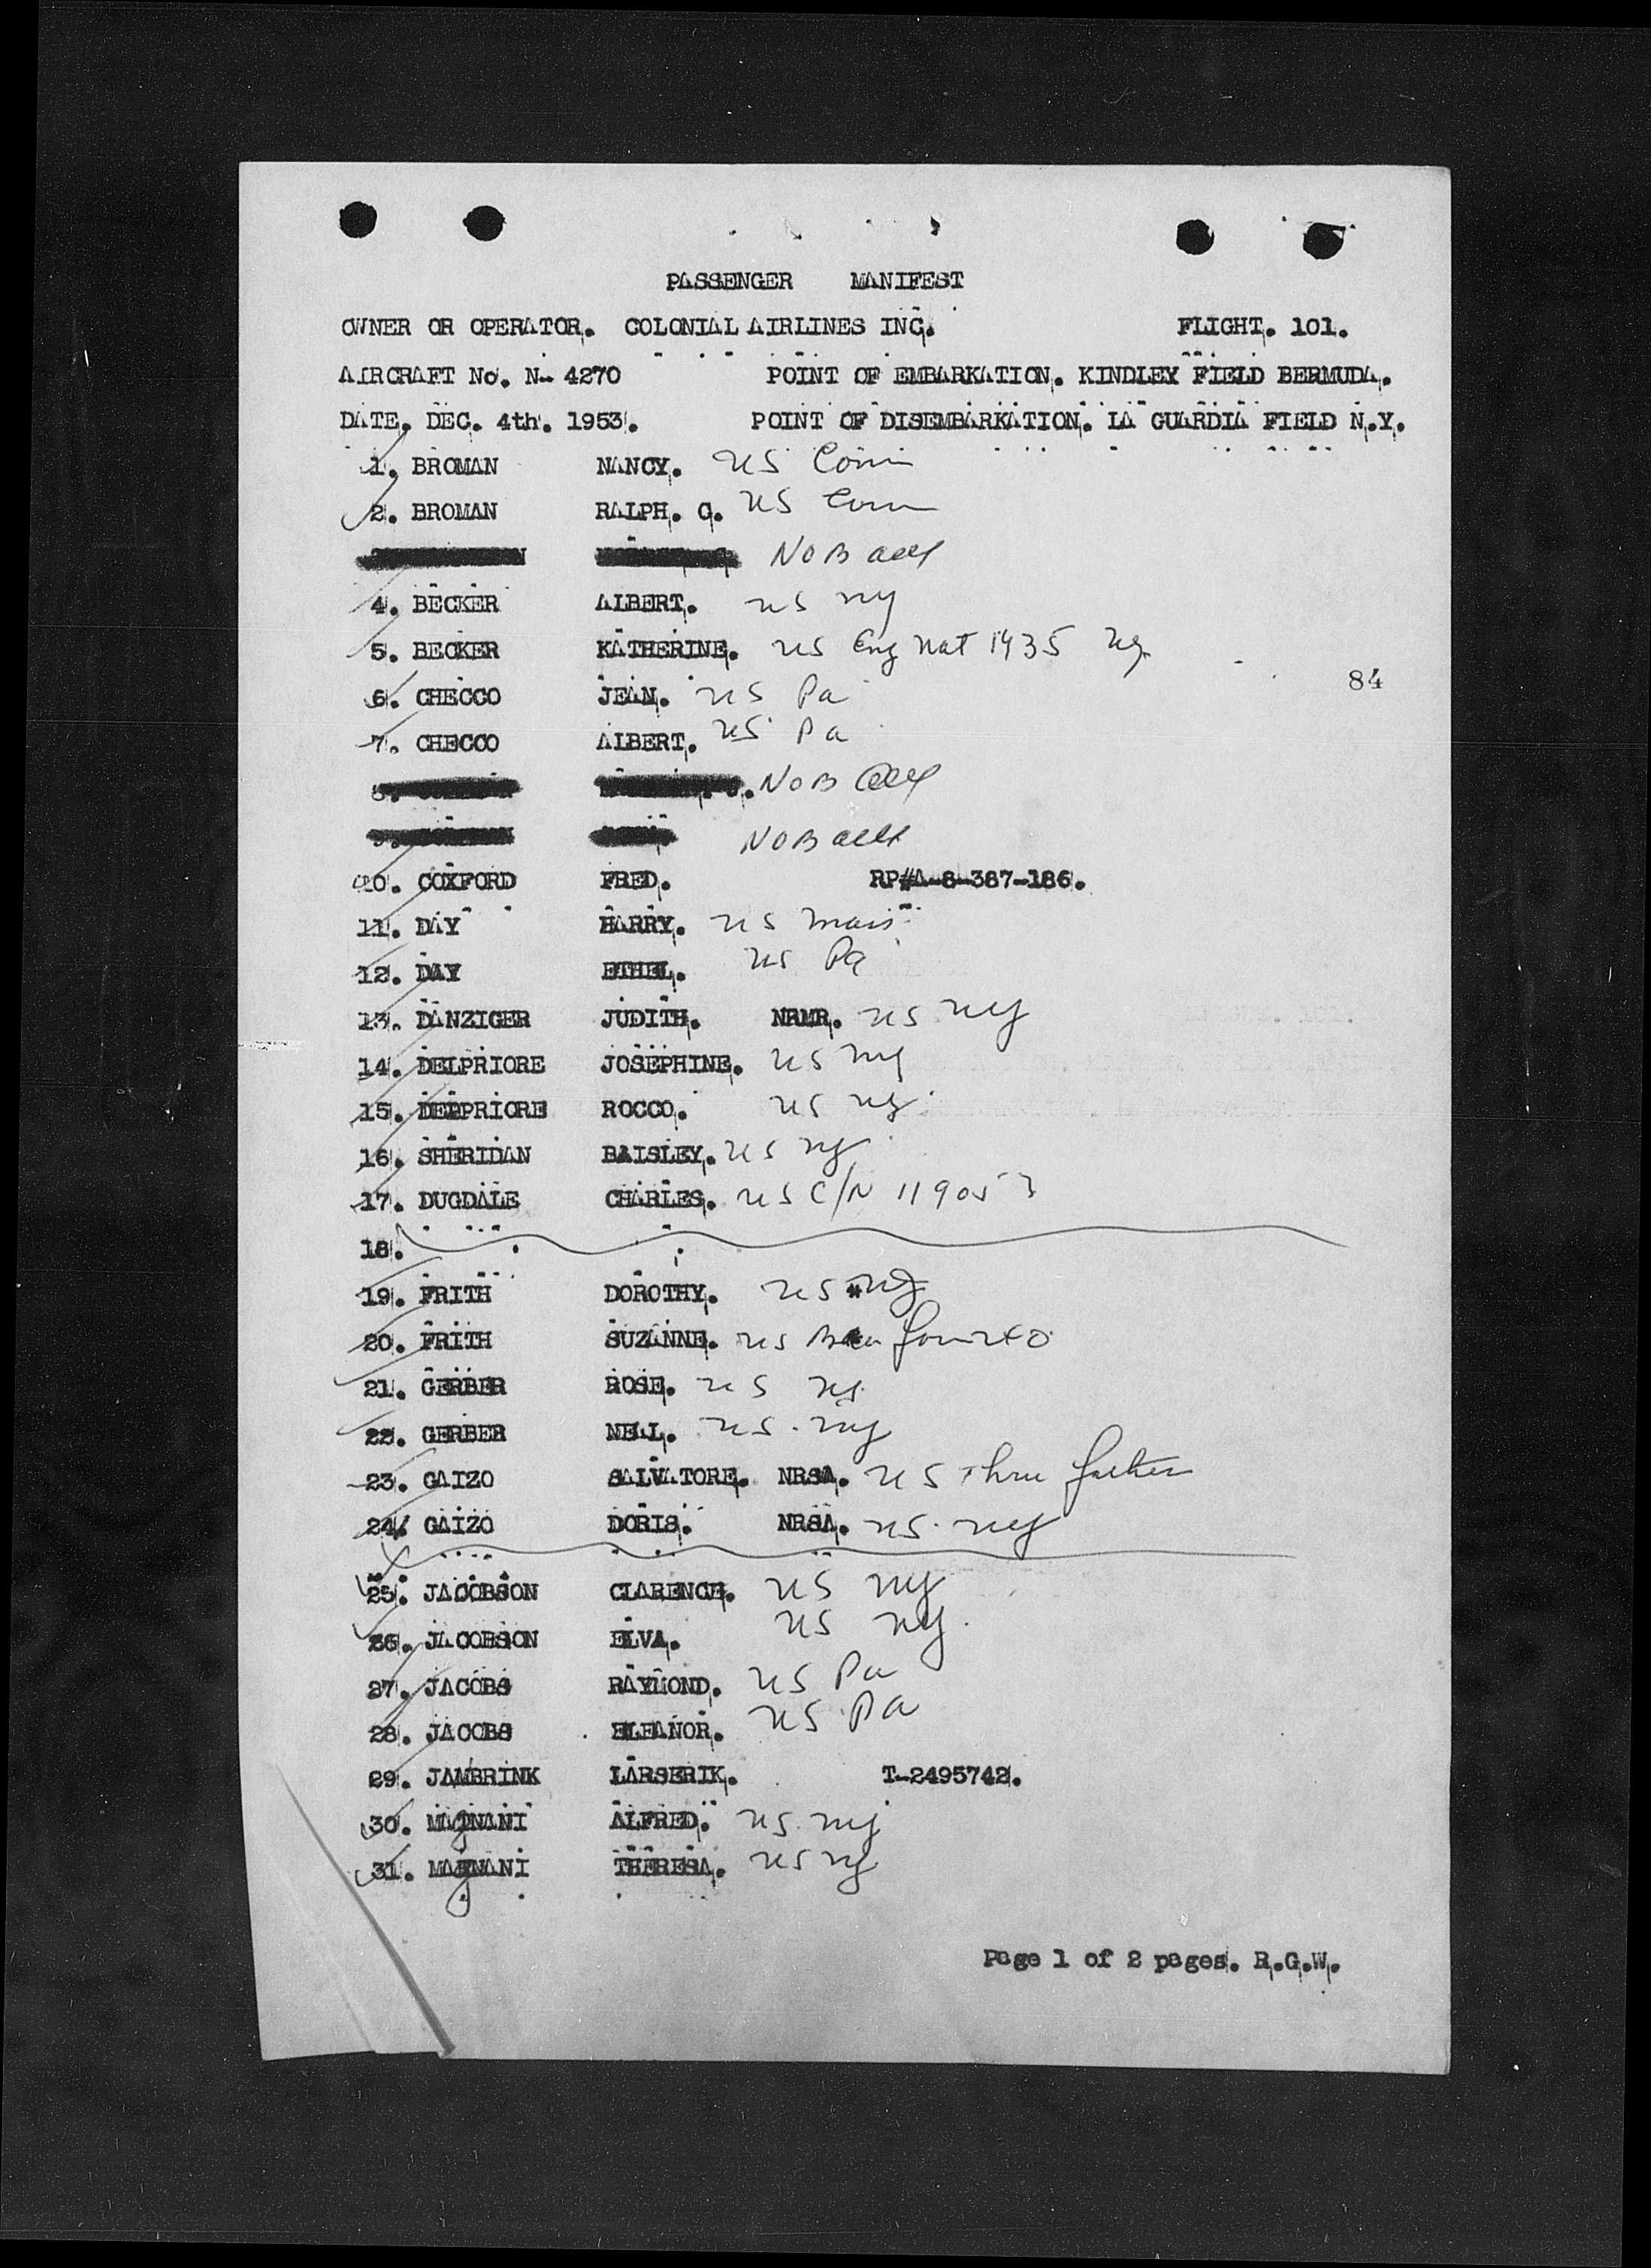 PASSENGER MANIFEST
OWNER OR OPERATOR. COLONIAL AIRLINES INC. FLIGHT. 101.
AIRCRAFT No. N- 4270 POINT OF EMBARKATION. KINDLEY FIELD BERMUDA.
DATE. DEC. 4th. 1953. POINT OF DISEMBARKATION. LA GUARDIA FIELD N.Y.
1. BROMAN NANCY. US Conn
2. BROMAN RALPH. C. US Conn
NOB
4. BECKER ALBERT. US NY
5. BECKER KATHERINE. US Eng Nat 1935 NY
84
6. CHECCO JEAN. US Pa
7. CHECCO ALBERT. US Pa
8. NOB
9. NOB
10. COXFORD FRED. RP#A-8-387-186.
11. DAY HARRY. US Mass
12. DAY ETHEL. US Pa
13. DANZIGER JUDITH. NRMR. US NY
14. DELPRIORE JOSEPHINE. US NY
15. DELPRIORE ROCCO. US NY
16. SHERIDAN BAISLEY. US NY
17. DUGDALE CHARLES. US C/N 119053
18.
19. FRITH DOROTHY. US NJ
20. FRITH SUZANNE. US
21. GERBER ROSE. US NY
22. GERBER NELL. US NY
23. GAIZO SALVATORE. NRSA. US thru father
24. GAIZO DORIS. NRSA. US NY
25. JACOBSON CLARENCE. US NY
26. JACOBSON ELVA. US NY.
27. JACOBS RAYMOND. US Pa
28. JACOBS ELEANOR. US Pa
29. JAMBRINK LARSERIK. T-2495742.
30. MAGNANI ALFRED. US NJ
31. MAGNANI THERESA. US NY
Page 1 of 2 pages. R.G.W.